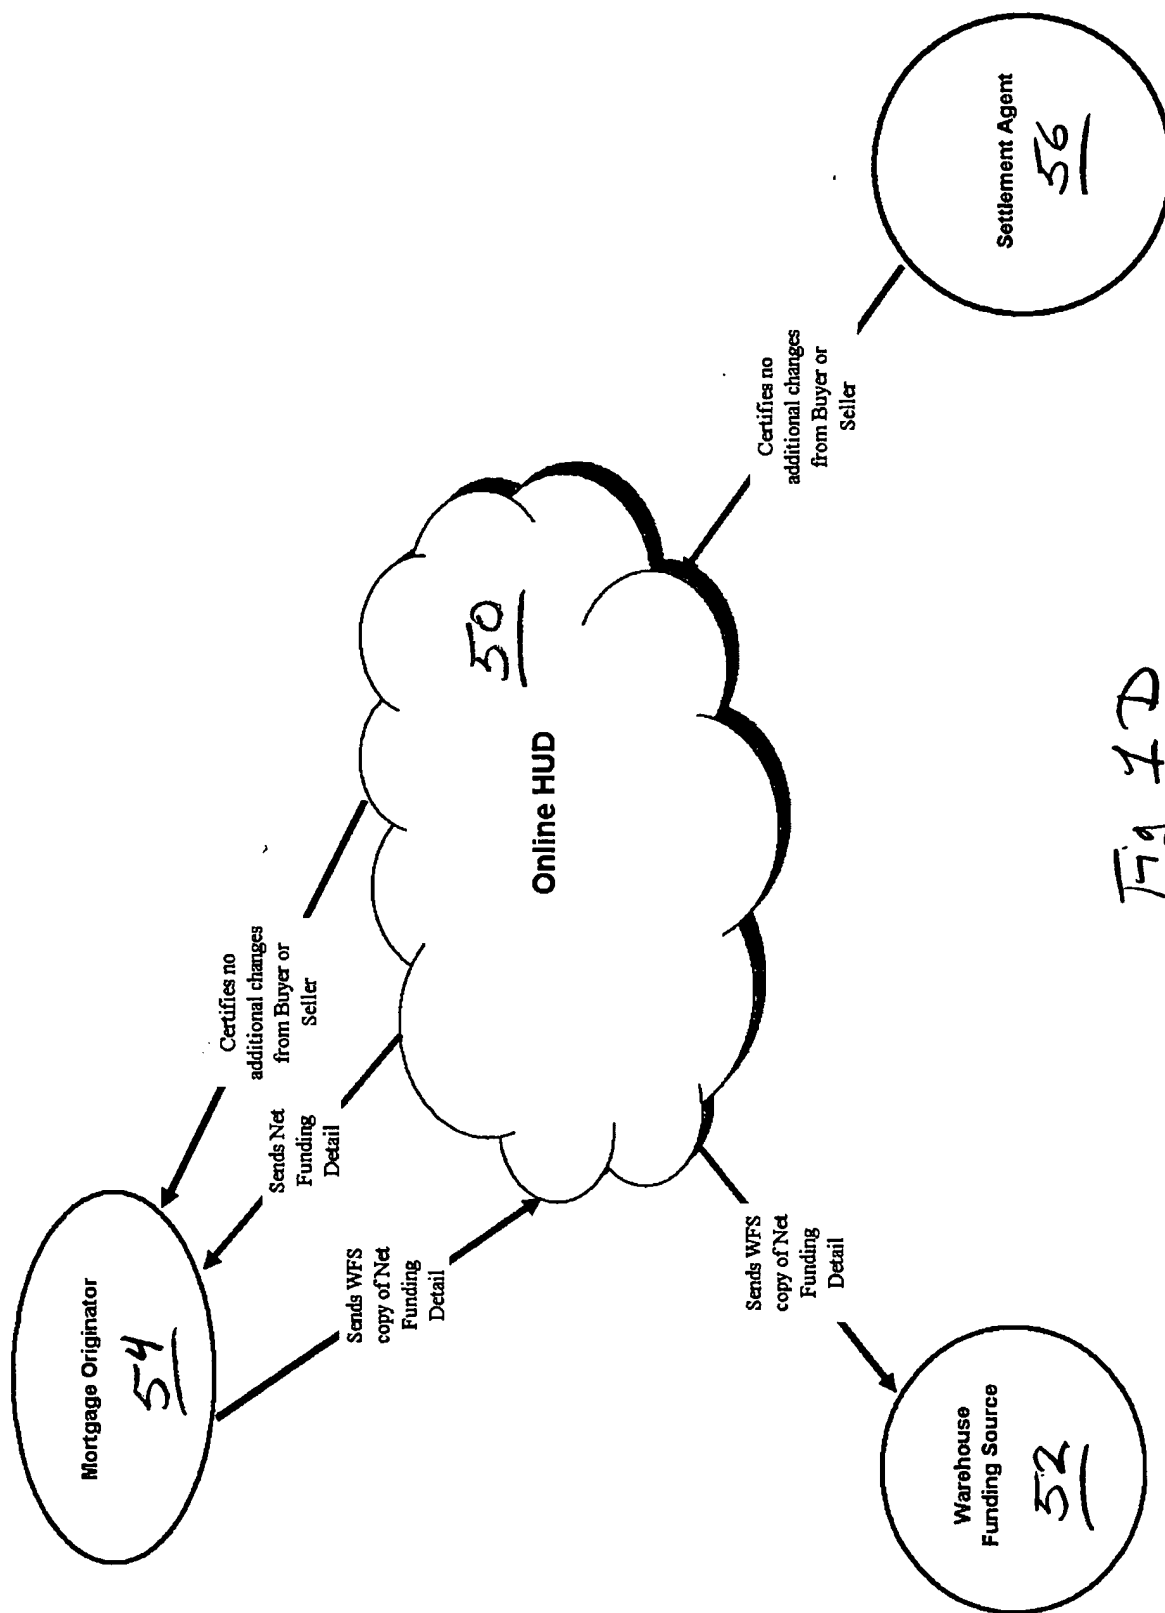 Mortgage Originator
54
Certifies no
additional changes
from Buyer or
Seller
Sends Net
Funding
Detail
Sends WFS
copy of Net
Funding
Detail
Online HUD
50
Certifies no
additional changes
from Buyer or
Seller
Sends WFS
copy of Net
Funding
Detail
Warehouse
Funding Source
52
Settlement Agent
56
Fig 1D